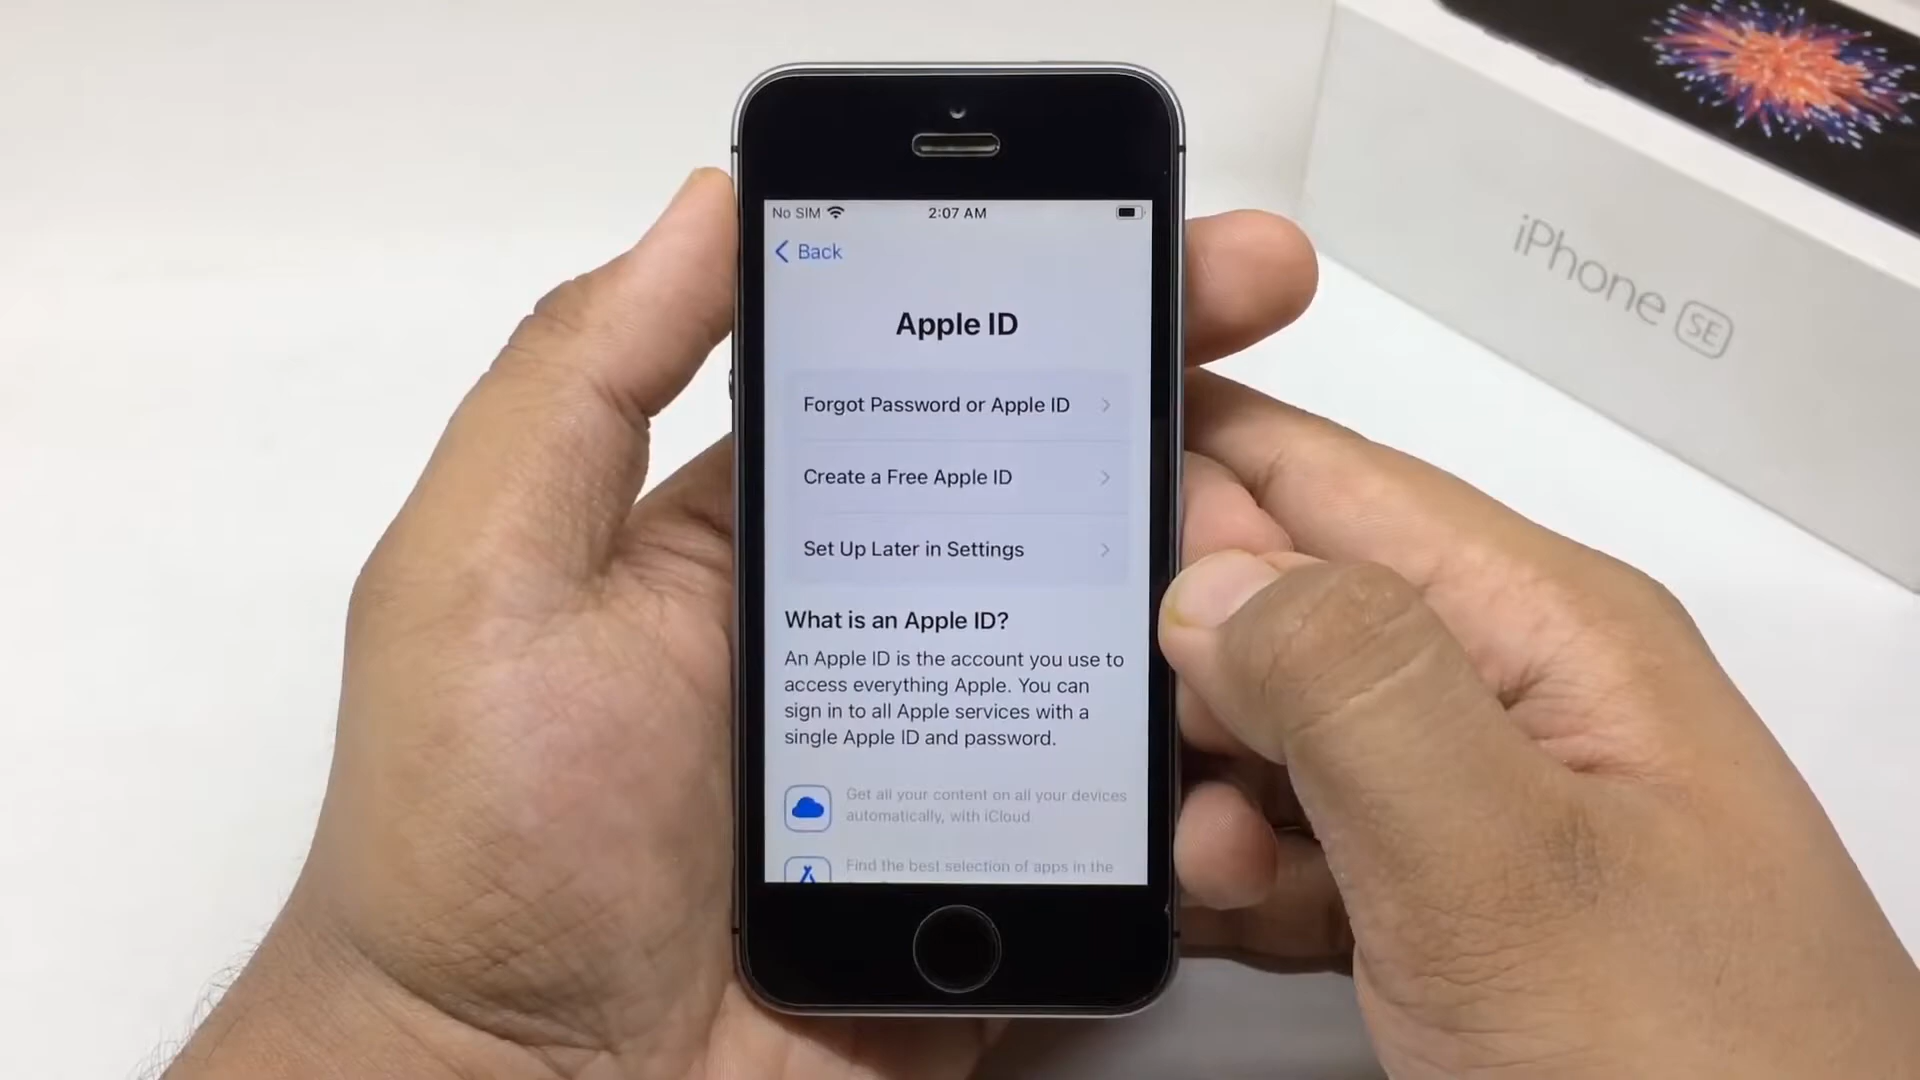 No SIM 2:07 AM
Back
Apple ID
Forgot Password or Apple ID
Create a Free Apple ID
Set Up Later in Settings
What is an Apple ID?
An Apple ID is the account you use to
access everything Apple. You can
sign in to all Apple services with a
single Apple ID and password.
Get all your content on all your devices
automatically, with iCloud.
Find the best selection of apps in the
iPhone SE